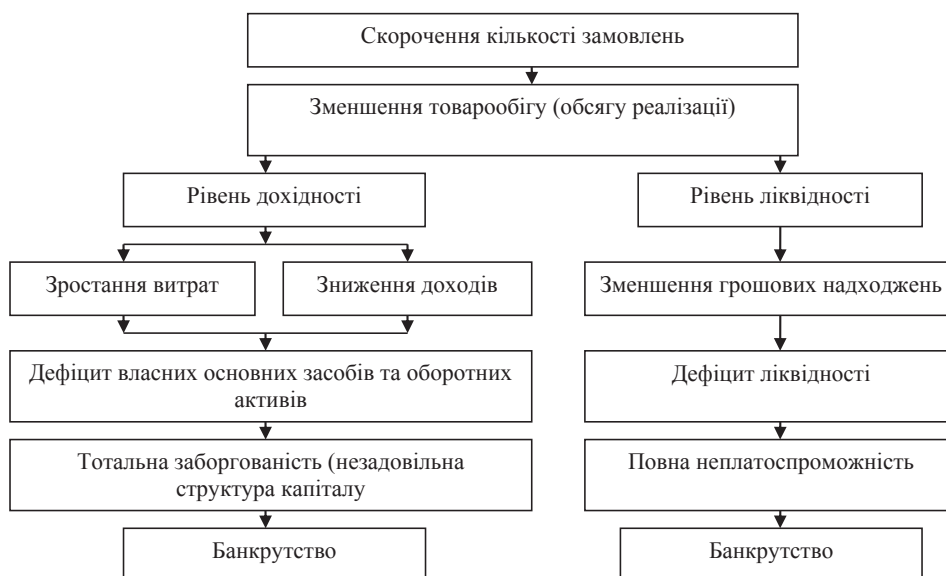 Скорочення кількості замовлень
Зменшення товарообігу (обсягу реалізації)
Рівень дохідності
Рівень ліквідності
Зростання витрат
Зниження доходів
Зменшення грошових надходжень
Дефіцит власних основних засобів та оборотних
активів
Дефіцит ліквідності
Тотальна заборгованість (незадовільна
структура капіталу
Повна неплатоспроможність
Банкрутство
Банкрутство